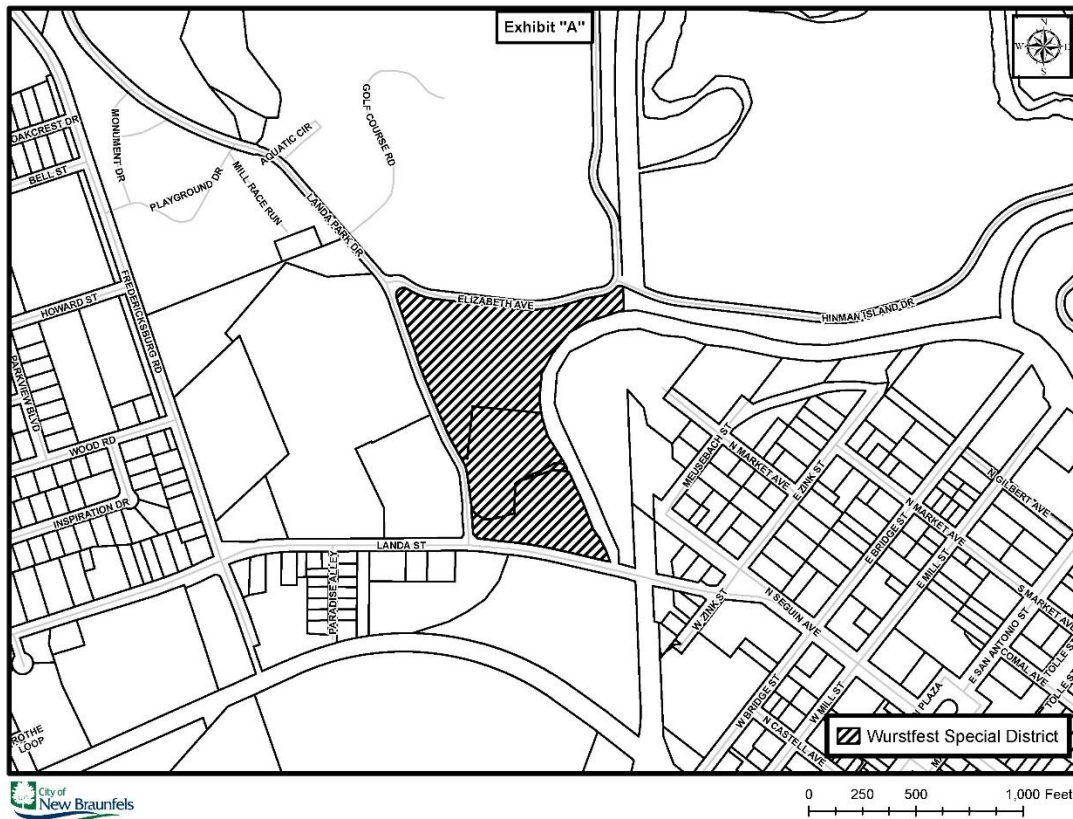 Exhibit "A"
N
W
S
GOLF COURSE RD
MONUMENT DR
OAKCREST DR
AQUATIC CIR
BELL ST
PLAYGROUND DR
MILL RACE RUN
LANDA PARK DR
FREDERICKSBURG RD
HOWARD ST
ELIZABETH AVE
HINMAN ISLAND DR
PARKVIEW BLVD
WOOD RD
MEUSEBACH ST
N MARKET AVE
E ZINK ST
N GILBERT AVE
INSPIRATION DR
N MARKET AVE
E BRIDGE ST
E MILL ST
LANDA ST
PARADISE ALLEY
N SEGUIN AVE
W ZINK ST
S MARKET AVE
E SAN ANTONIO ST
COMAL AVE
TOLLE ST
TOLLE ST
W BRIDGE ST
W MILL ST
PLAZA
N CASTELL AVE
ROTHE
LOOP
Wurstfest Special District
City of
New Braunfels
0 250 500 1,000 Feet